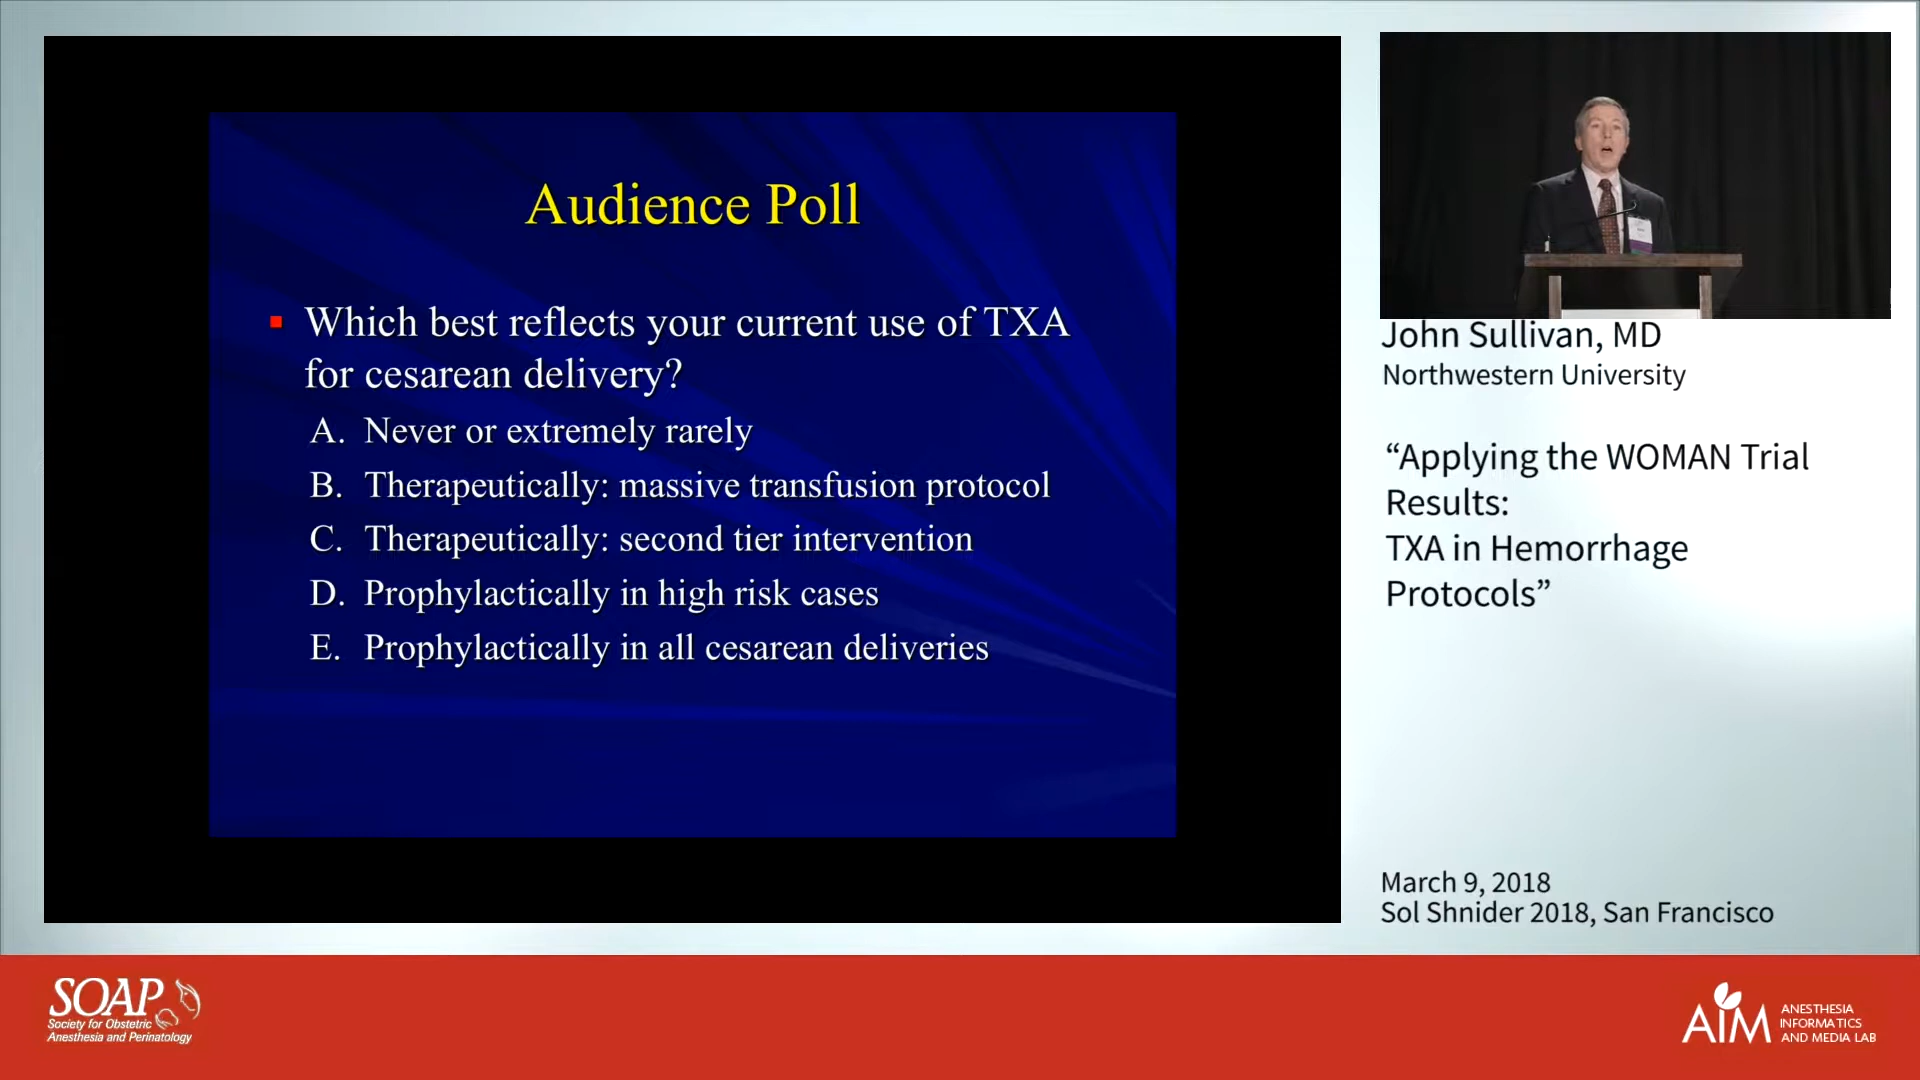 Audience Poll
▪ Which best reflects your current use of TXA
for cesarean delivery?
A. Never or extremely rarely
B. Therapeutically: massive transfusion protocol
C. Therapeutically: second tier intervention
D. Prophylactically in high risk cases
E. Prophylactically in all cesarean deliveries
John Sullivan, MD
Northwestern University
“Applying the WOMAN Trial
Results:
TXA in Hemorrhage
Protocols”
March 9, 2018
Sol Shnider 2018, San Francisco
SOAP
Society for Obstetric
Anesthesia and Perinatology
AIM
ANESTHESIA
INFORMATICS
AND MEDIA LAB